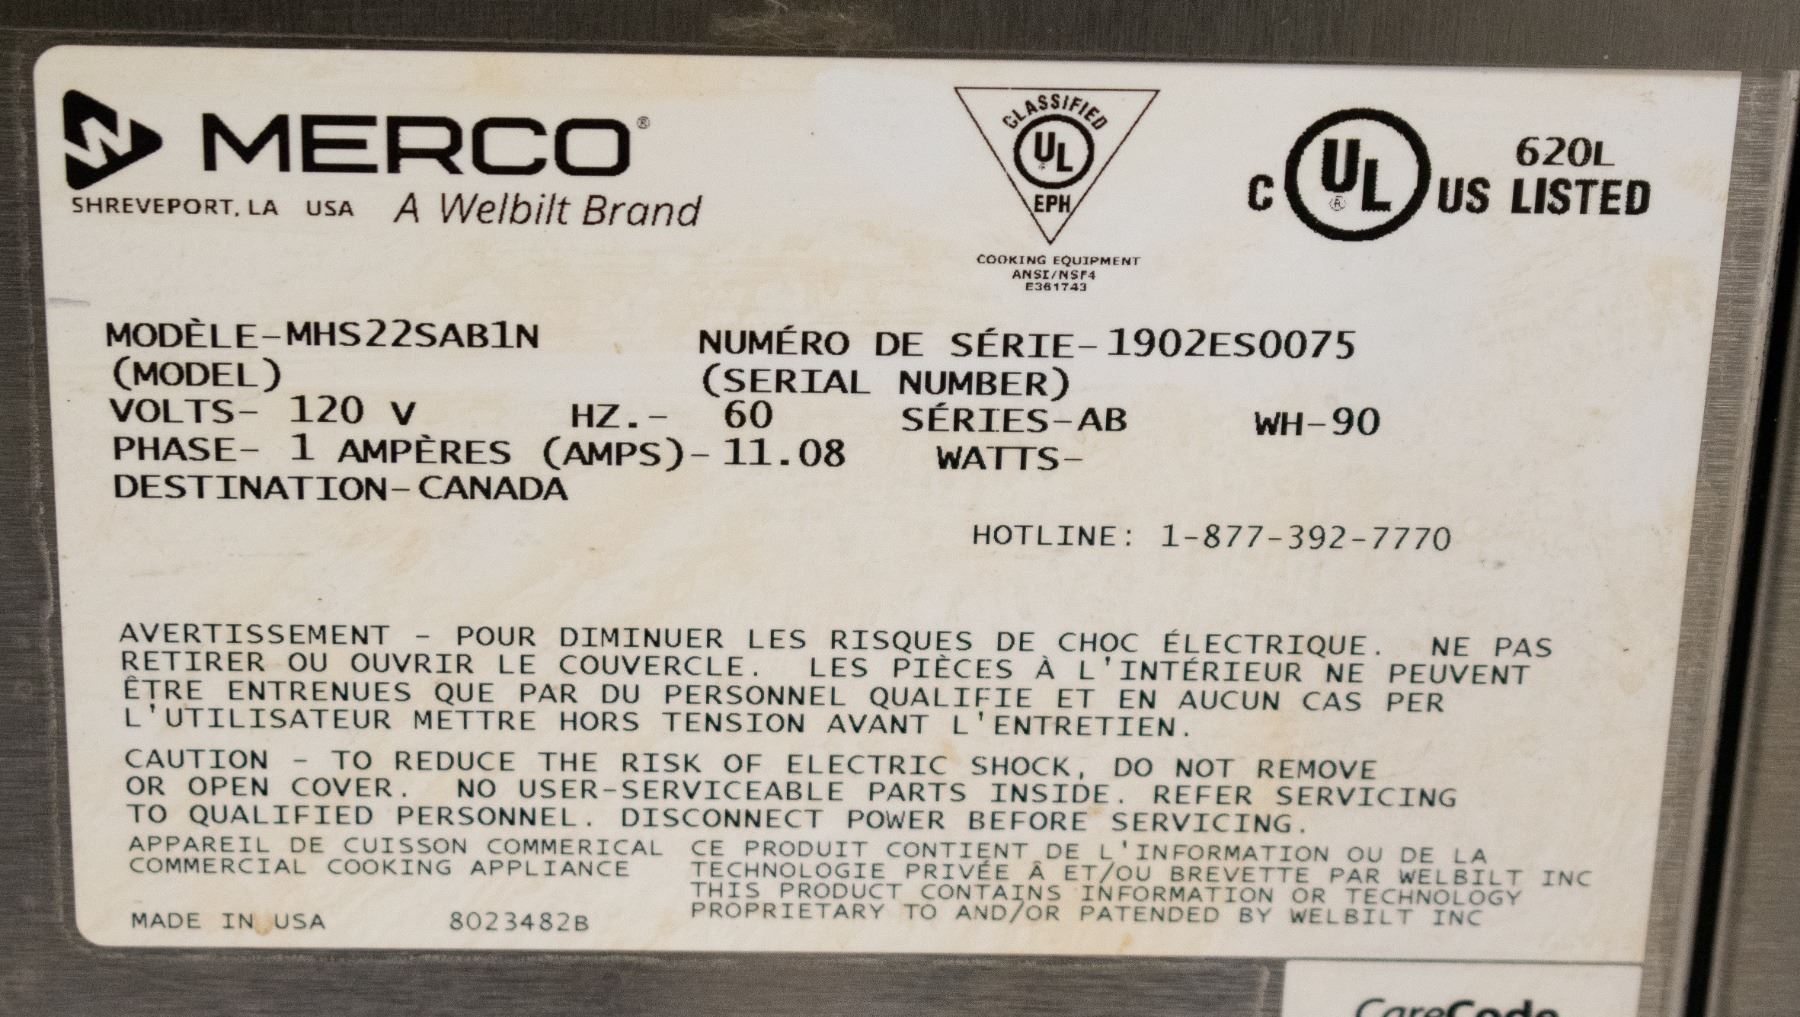 MERCO®
SHREVEPORT, LA USA A Welbilt Brand
CLASSIFIED
UL
EPH
COOKING EQUIPMENT
ANSI/NSF4
E361743
C UL® US 620L LISTED
MODÈLE-MHS22SAB1N NUMÉRO DE SÉRIE-1902ES0075
(MODEL) (SERIAL NUMBER)
VOLTS- 120 V HZ.- 60 SÉRIES-AB WH-90
PHASE- 1 AMPÈRES (AMPS)-11.08 WATTS-
DESTINATION-CANADA
HOTLINE: 1-877-392-7770
AVERTISSEMENT - POUR DIMINUER LES RISQUES DE CHOC ÉLECTRIQUE. NE PAS
RETIRER OU OUVRIR LE COUVERCLE. LES PIÈCES À L'INTÉRIEUR NE PEUVENT
ÊTRE ENTRENUES QUE PAR DU PERSONNEL QUALIFIE ET EN AUCUN CAS PER
L'UTILISATEUR METTRE HORS TENSION AVANT L'ENTRETIEN.
CAUTION - TO REDUCE THE RISK OF ELECTRIC SHOCK, DO NOT REMOVE
OR OPEN COVER. NO USER-SERVICEABLE PARTS INSIDE. REFER SERVICING
TO QUALIFIED PERSONNEL. DISCONNECT POWER BEFORE SERVICING.
APPAREIL DE CUISSON COMMERICAL
COMMERCIAL COOKING APPLIANCE
CE PRODUIT CONTIENT DE L'INFORMATION OU DE LA
TECHNOLOGIE PRIVÉE Â ET/OU BREVETTE PAR WELBILT INC
THIS PRODUCT CONTAINS INFORMATION OR TECHNOLOGY
PROPRIETARY TO AND/OR PATENTED BY WELBILT INC
MADE IN USA 8023482B
CareCode